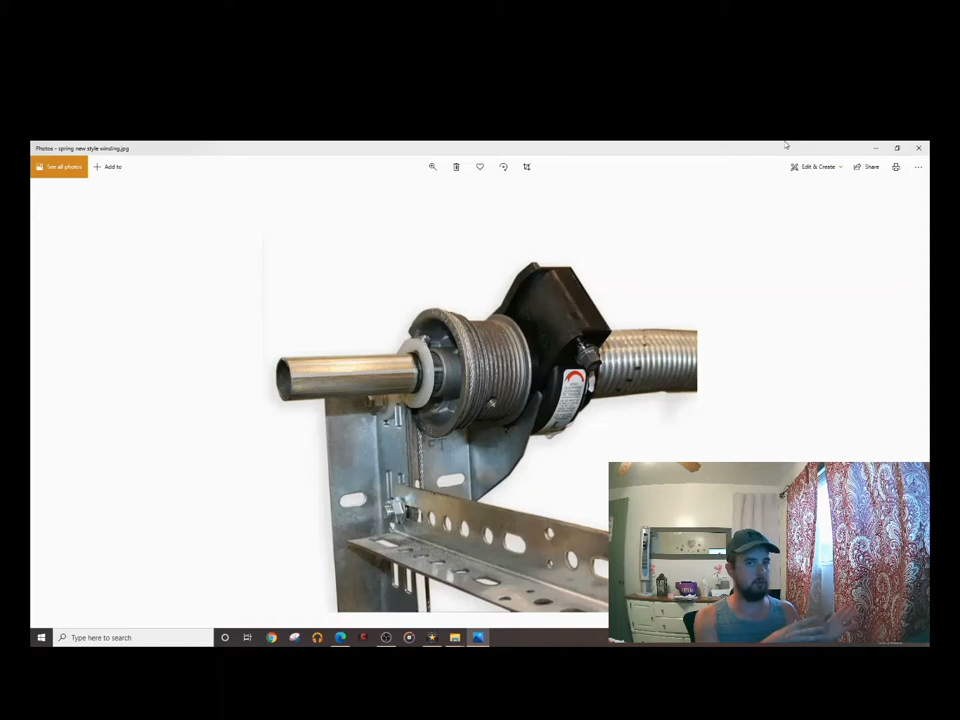 Photos - spring new style winding.jpg
See all photos
Add to
Edit & Create
Share
Type here to search